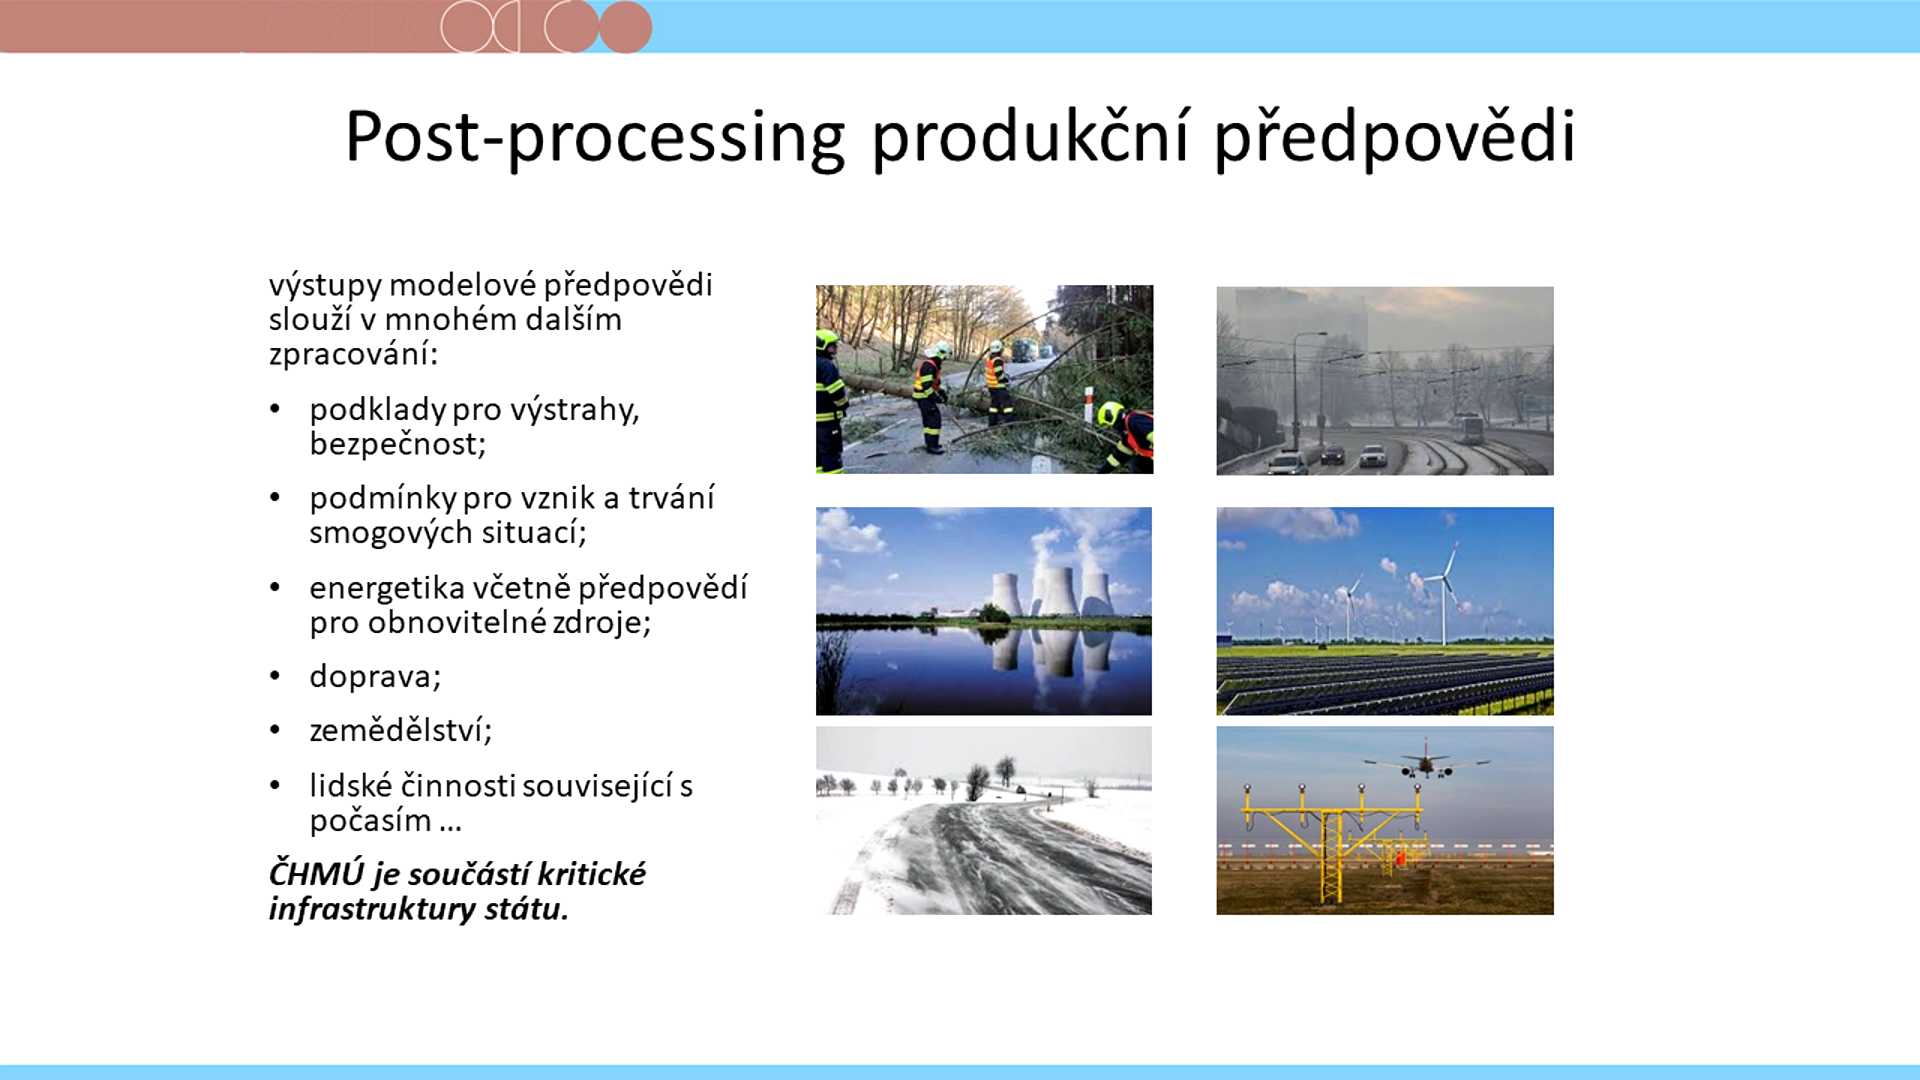 Post-processing produkční předpovědi
výstupy modelové předpovědi
slouží v mnohém dalším
zpracování:
• podklady pro výstrahy,
bezpečnost;
• podmínky pro vznik a trvání
smogových situací;
• energetika včetně předpovědí
pro obnovitelné zdroje;
• doprava;
• zemědělství;
• lidské činnosti související s
počasím ...
ČHMÚ je součástí kritické
infrastruktury státu.